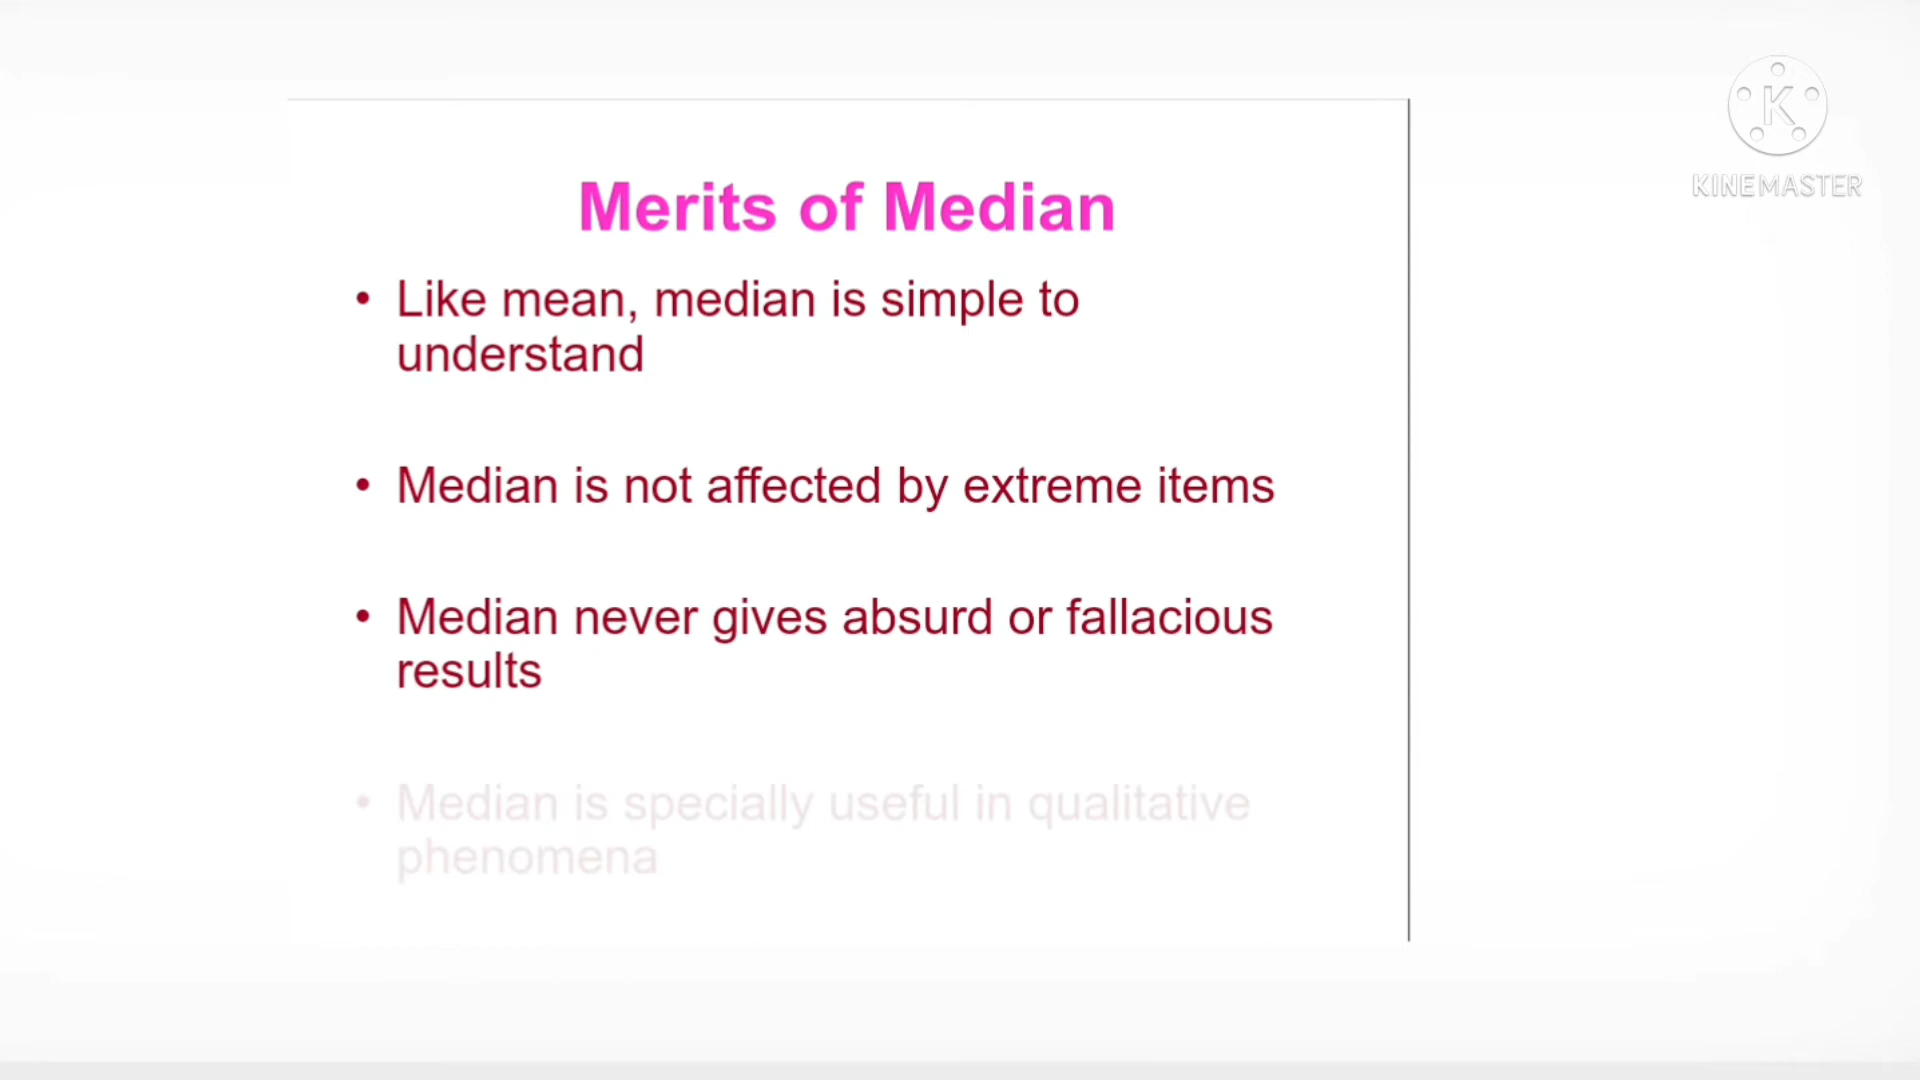 KINEMASTER
Merits of Median
• Like mean, median is simple to
understand
• Median is not affected by extreme items
• Median never gives absurd or fallacious
results
• Median is specially useful in qualitative
phenomena